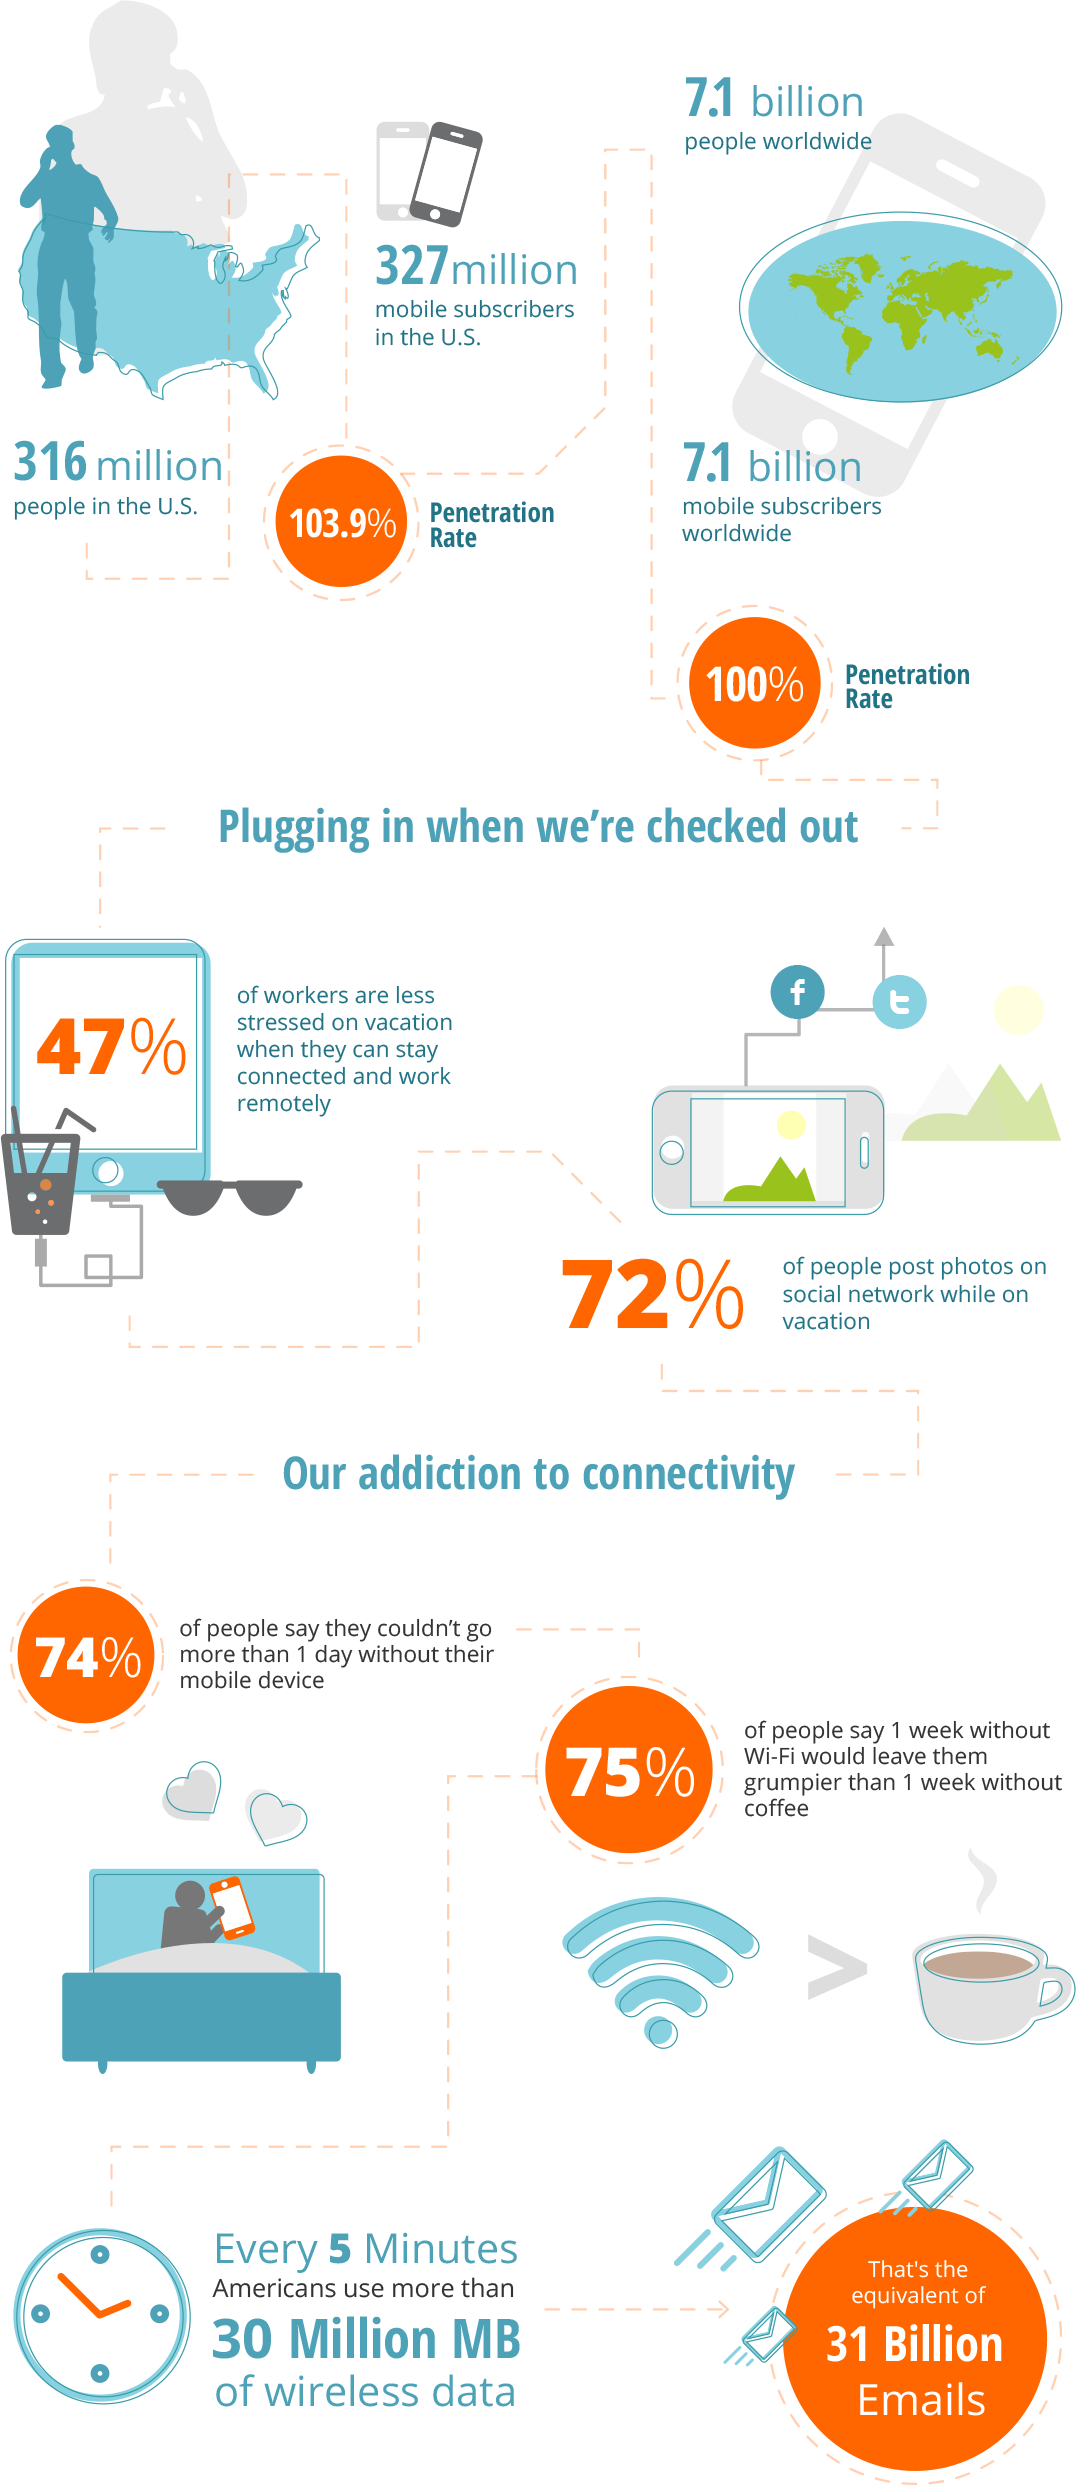 316 million
people in the U.S.
327 million
mobile subscribers
in the U.S.
103.9%
Penetration
Rate
7.1 billion
people worldwide
7.1 billion
mobile subscribers
worldwide
100%
Penetration
Rate
Plugging in when we’re checked out
47%
of workers are less
stressed on vacation
when they can stay
connected and work
remotely
f
t
72%
of people post photos on
social network while on
vacation
Our addiction to connectivity
74%
of people say they couldn’t go
more than 1 day without their
mobile device
75%
of people say 1 week without
Wi-Fi would leave them
grumpier than 1 week without
coffee
>
Every 5 Minutes
Americans use more than
30 Million MB
of wireless data
That's the
equivalent of
31 Billion
Emails